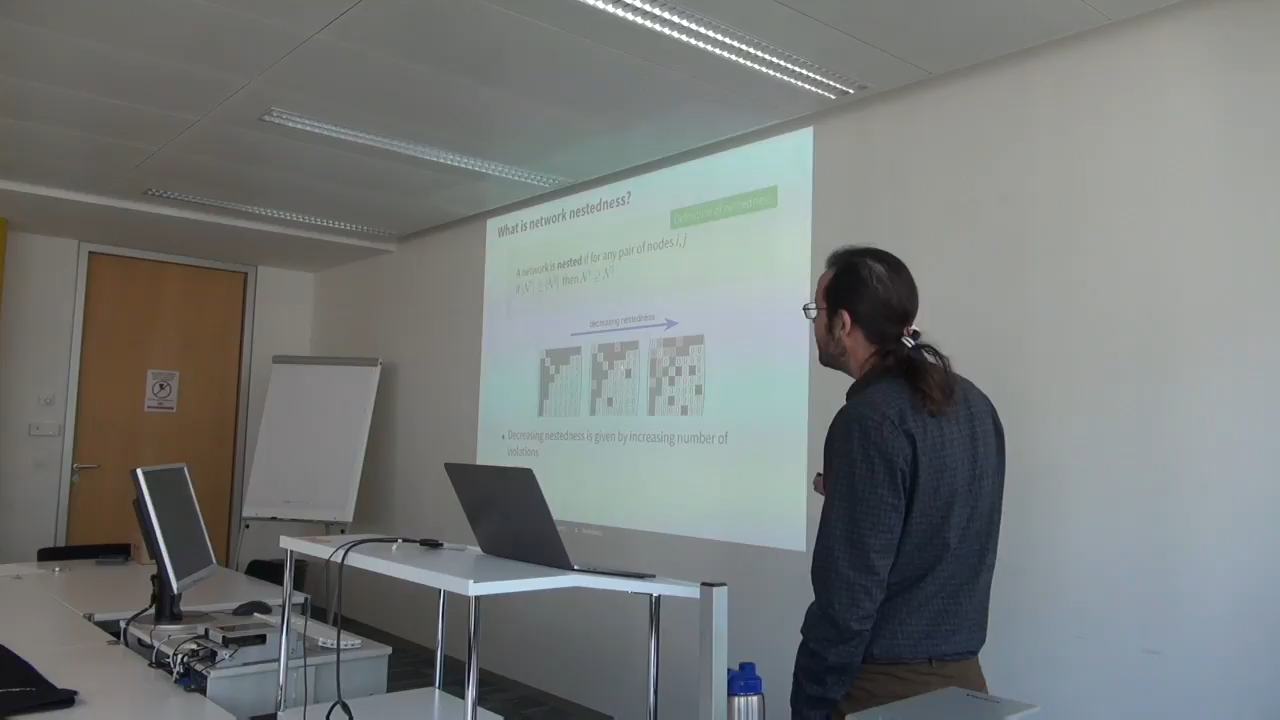 What is network nestedness?
Definition of nestedness
A network is nested if for any pair of nodes i, j
then
decreasing nestedness
• Decreasing nestedness is given by increasing number of
violations